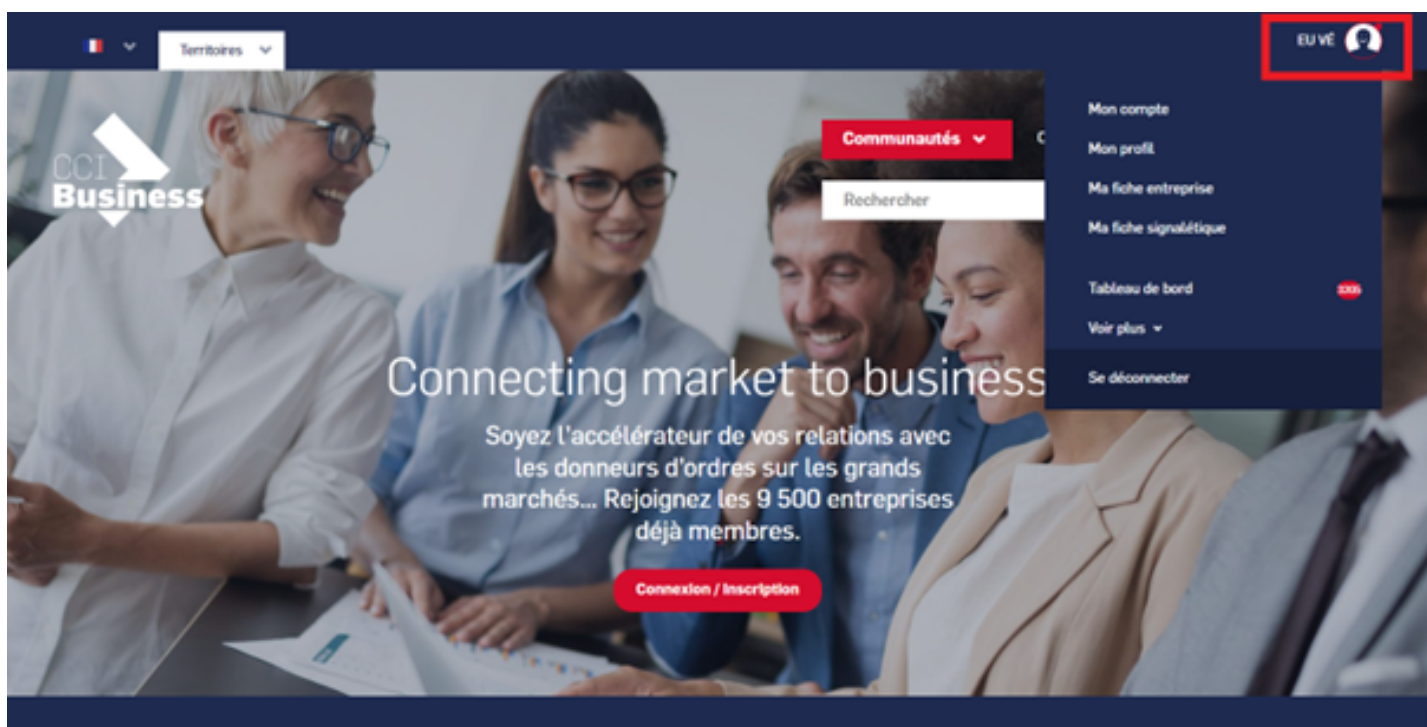 Territoires
EU VÉ
CCI
Business
Communautés
C
Rechercher
Mon compte
Mon profil
Ma fiche entreprise
Ma fiche signalétique
Tableau de bord
Voir plus
Se déconnecter
Connecting market to business
Soyez l'accélérateur de vos relations avec
les donneurs d'ordres sur les grands
marchés... Rejoignez les 9 500 entreprises
déjà membres.
Connexion / Inscription